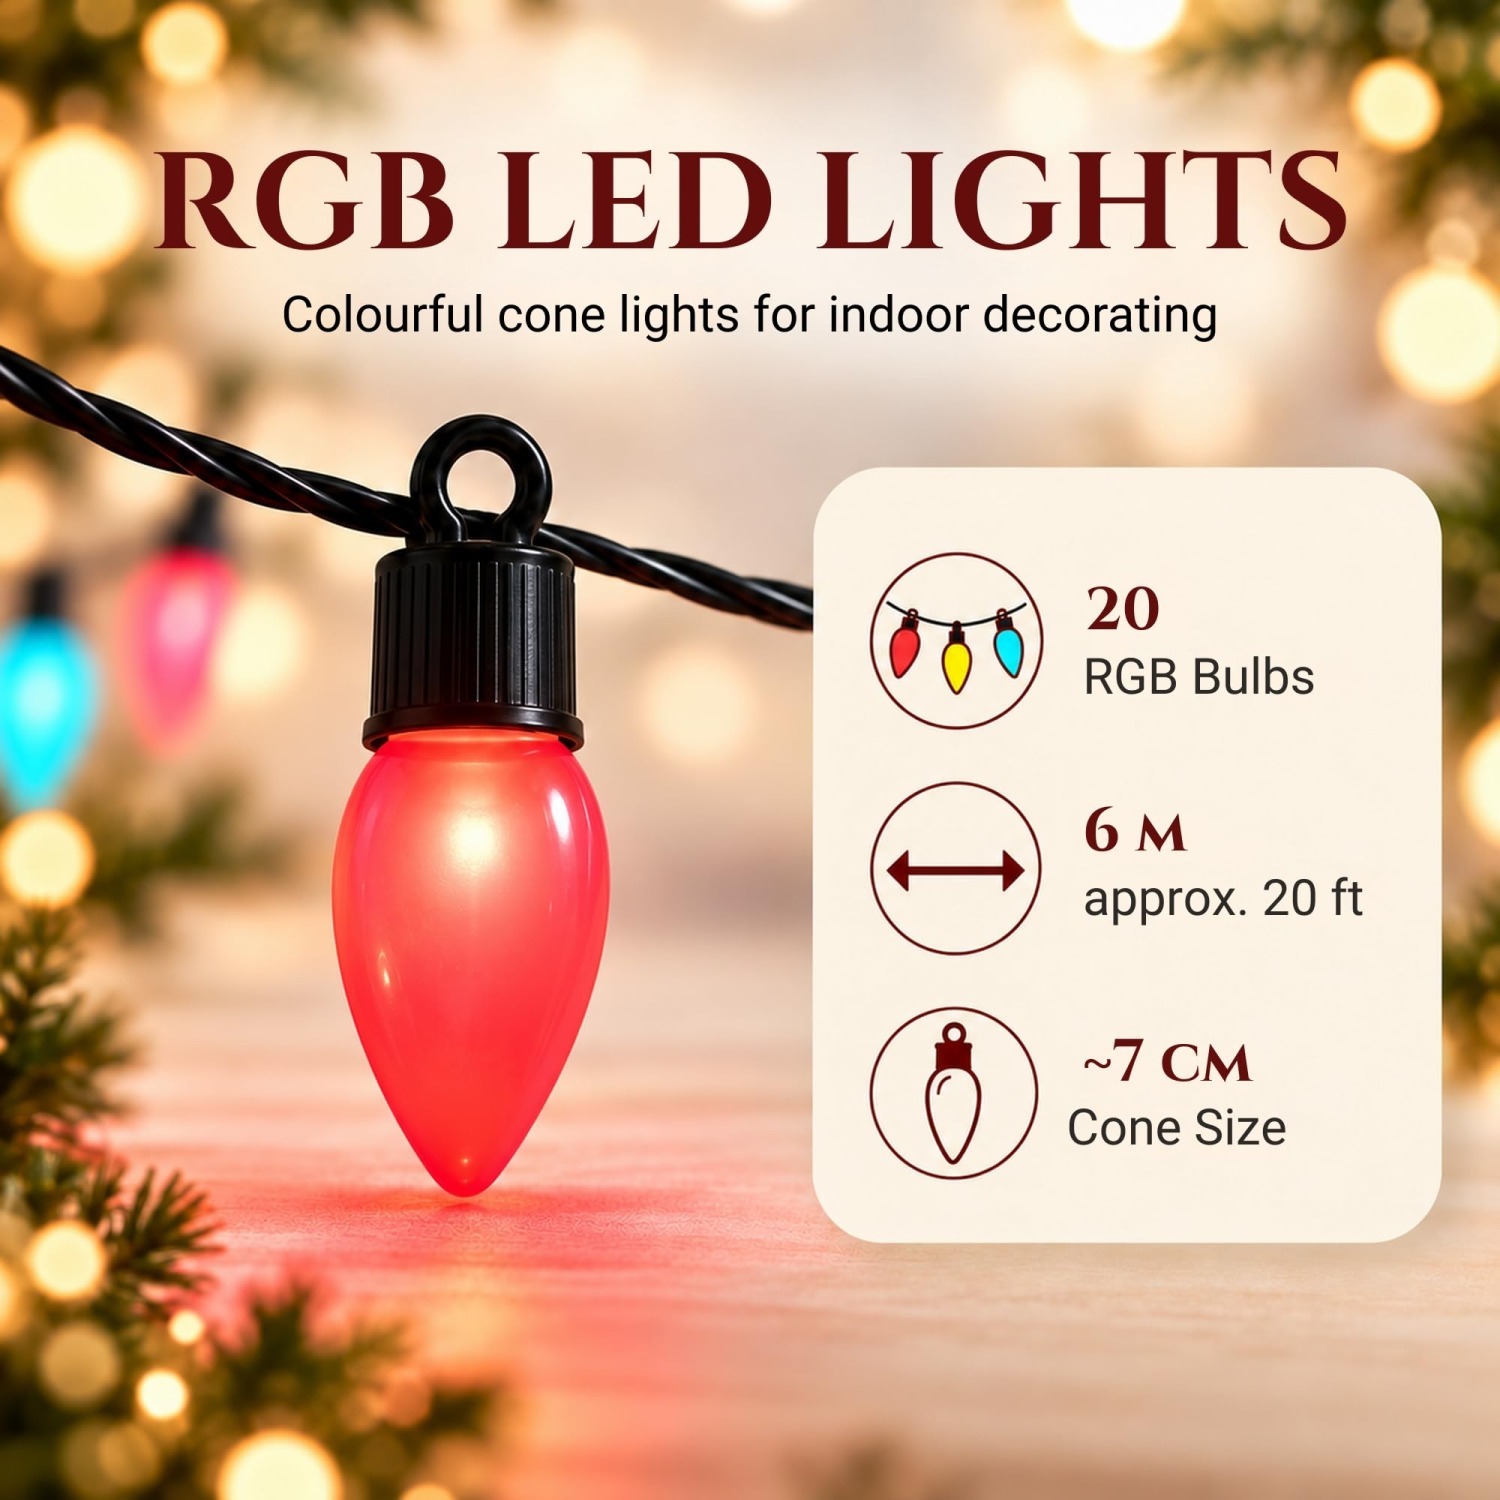 RGB LED LIGHTS
Colourful cone lights for indoor decorating
20
RGB Bulbs
6 M
approx. 20 ft
~7 CM
Cone Size